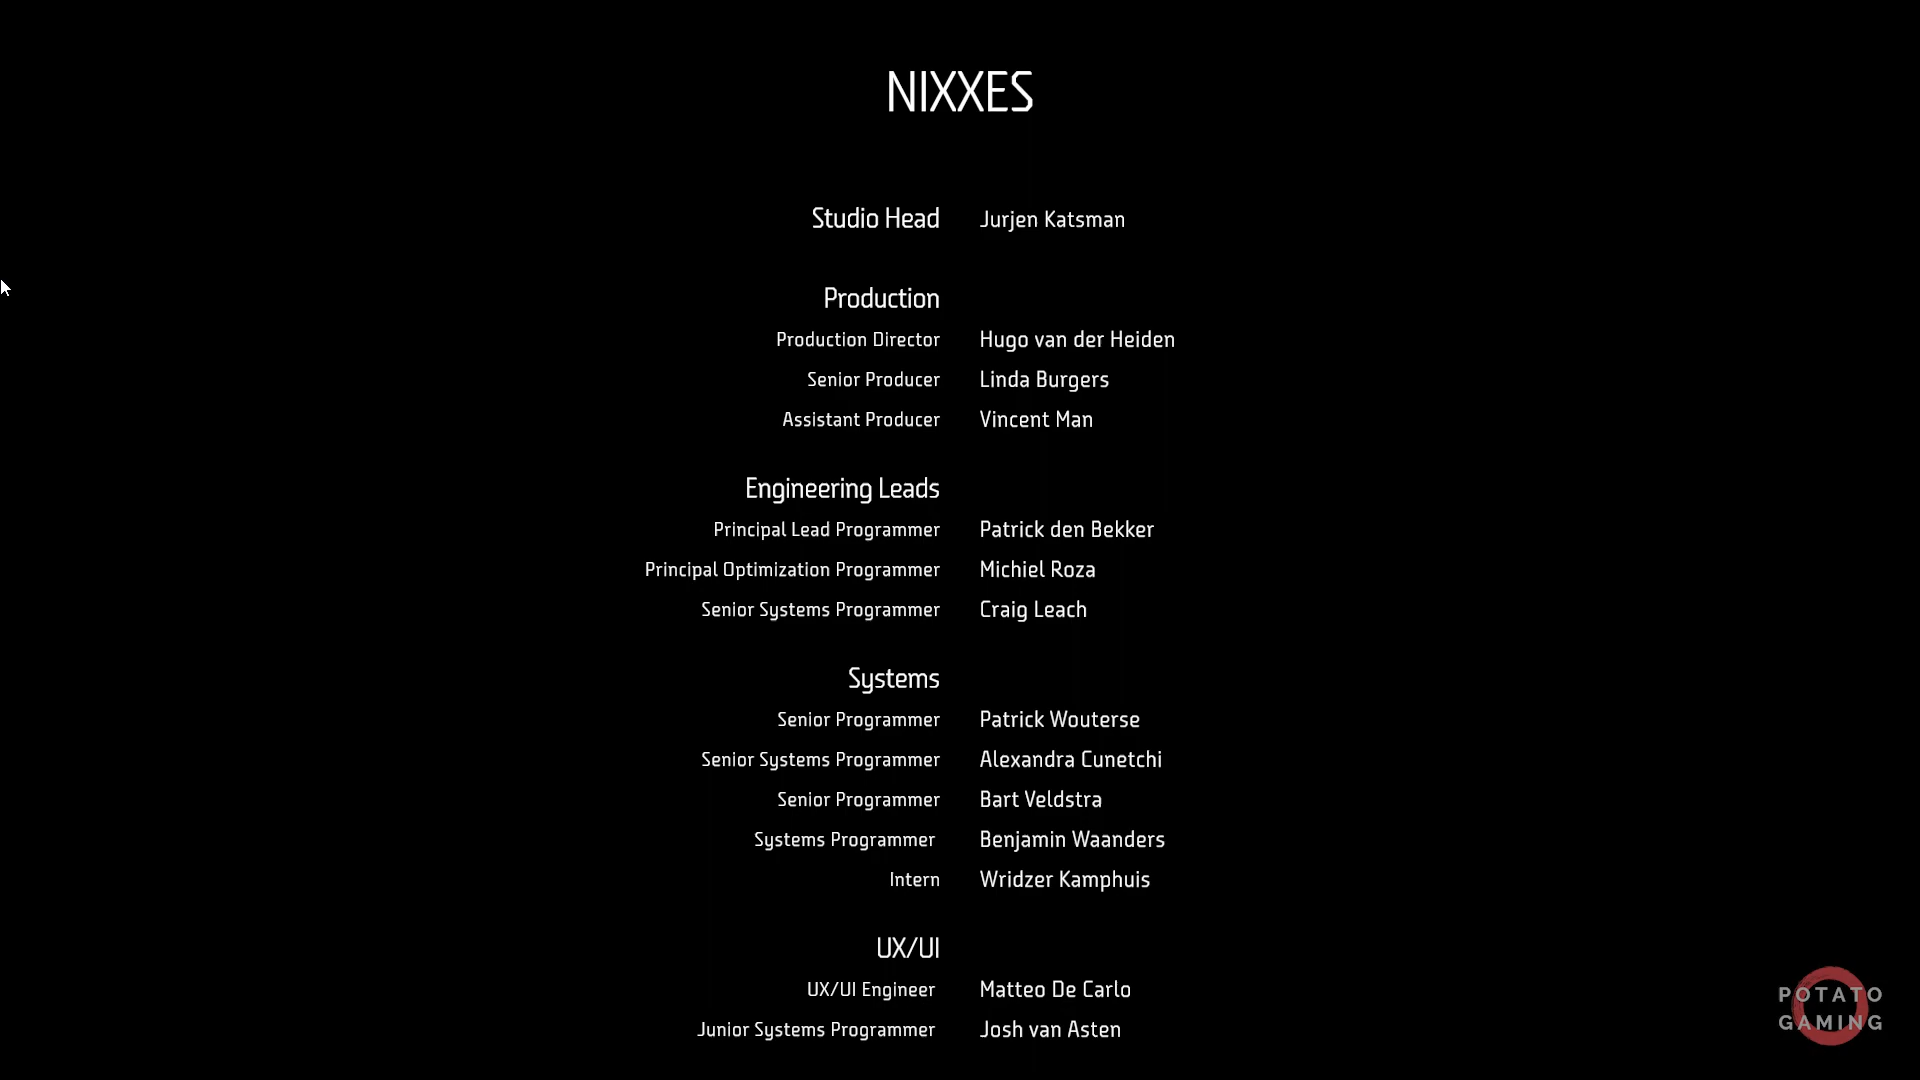 NIXXES
Studio Head Jurjen Katsman
Production
Production Director Hugo van der Heiden
Senior Producer Linda Burgers
Assistant Producer Vincent Man
Engineering Leads
Principal Lead Programmer Patrick den Bekker
Principal Optimization Programmer Michiel Roza
Senior Systems Programmer Craig Leach
Systems
Senior Programmer Patrick Wouterse
Senior Systems Programmer Alexandra Cunetchi
Senior Programmer Bart Veldstra
Systems Programmer Benjamin Waanders
Intern Wridzer Kamphuis
UX/UI
UX/UI Engineer Matteo De Carlo
Junior Systems Programmer Josh van Asten
POTATO
GAMING